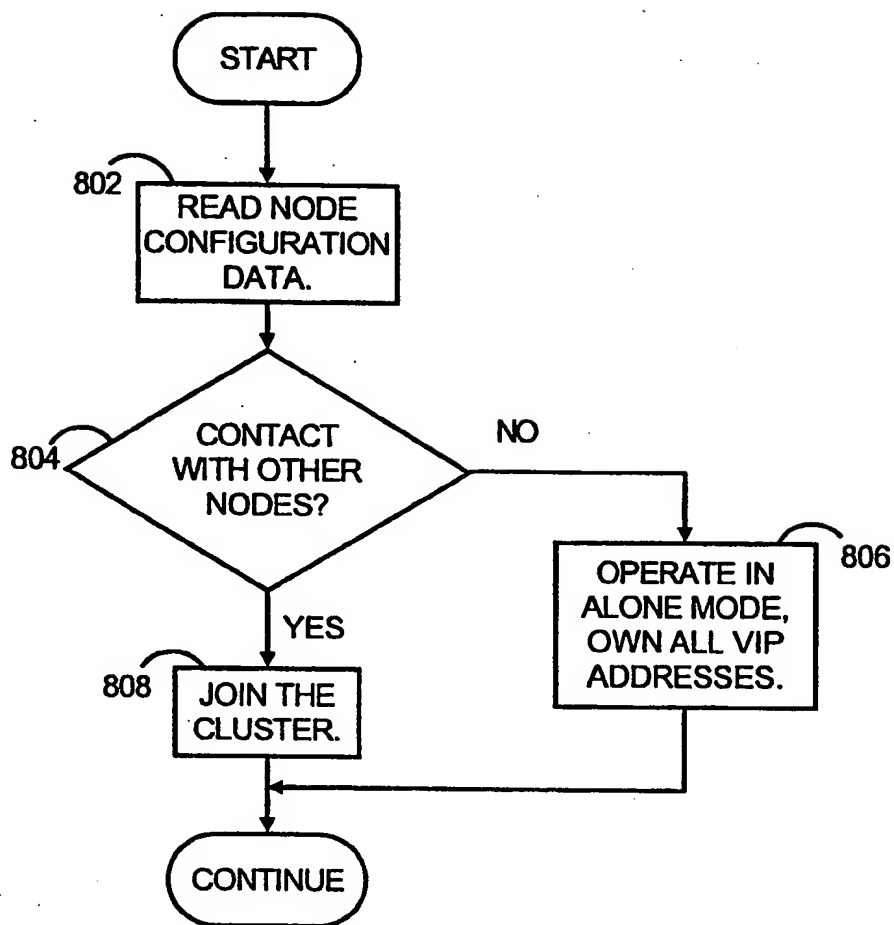 START
802
READ NODE
CONFIGURATION
DATA.
804
CONTACT
WITH OTHER
NODES?
NO
806
OPERATE IN
ALONE MODE,
OWN ALL VIP
ADDRESSES.
YES
808
JOIN THE
CLUSTER.
CONTINUE